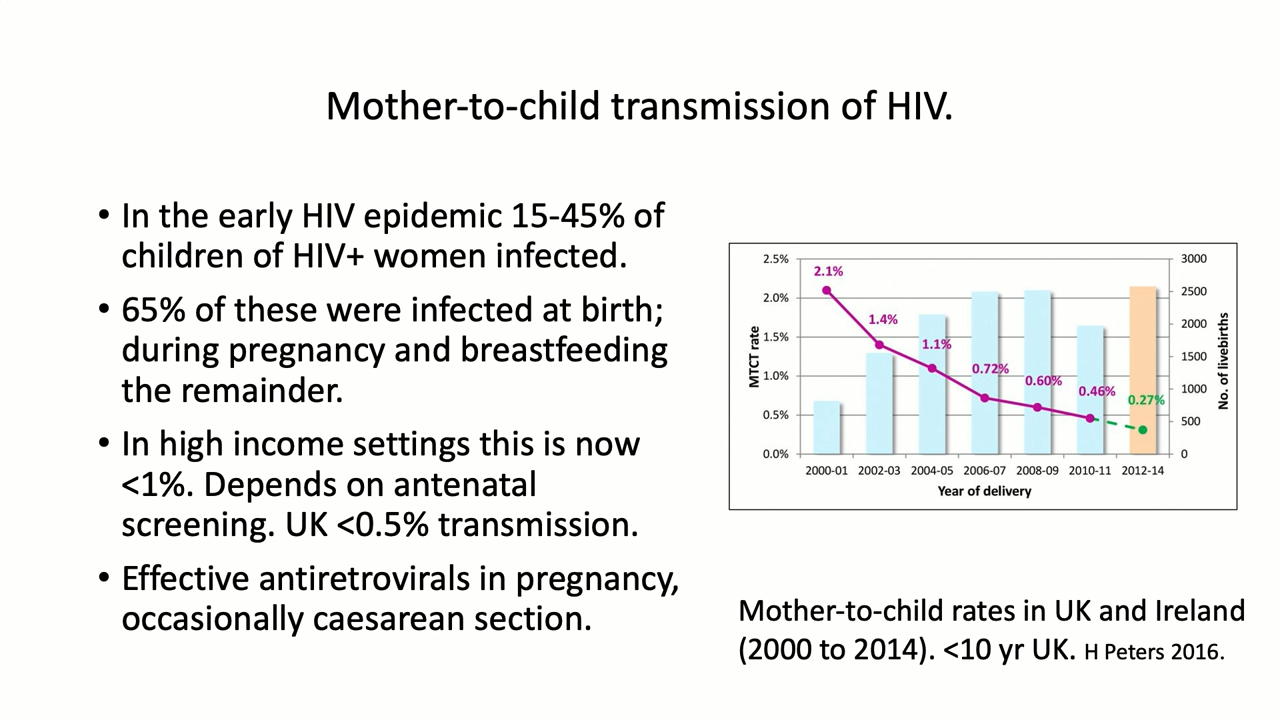 Mother-to-child transmission of HIV.
• In the early HIV epidemic 15-45% of
children of HIV+ women infected.
• 65% of these were infected at birth;
during pregnancy and breastfeeding
the remainder.
• In high income settings this is now
<1%. Depends on antenatal
screening. UK <0.5% transmission.
• Effective antiretrovirals in pregnancy,
occasionally caesarean section.
MTCT rate
2.5%
2.0%
1.5%
1.0%
0.5%
0.0%
2.1%
1.4%
1.1%
0.72%
0.60%
0.46%
0.27%
3000
2500
2000
1500
1000
500
0
No. of livebirths
2000-01 2002-03 2004-05 2006-07 2008-09 2010-11 2012-14
Year of delivery
Mother-to-child rates in UK and Ireland
(2000 to 2014). <10 yr UK. H Peters 2016.